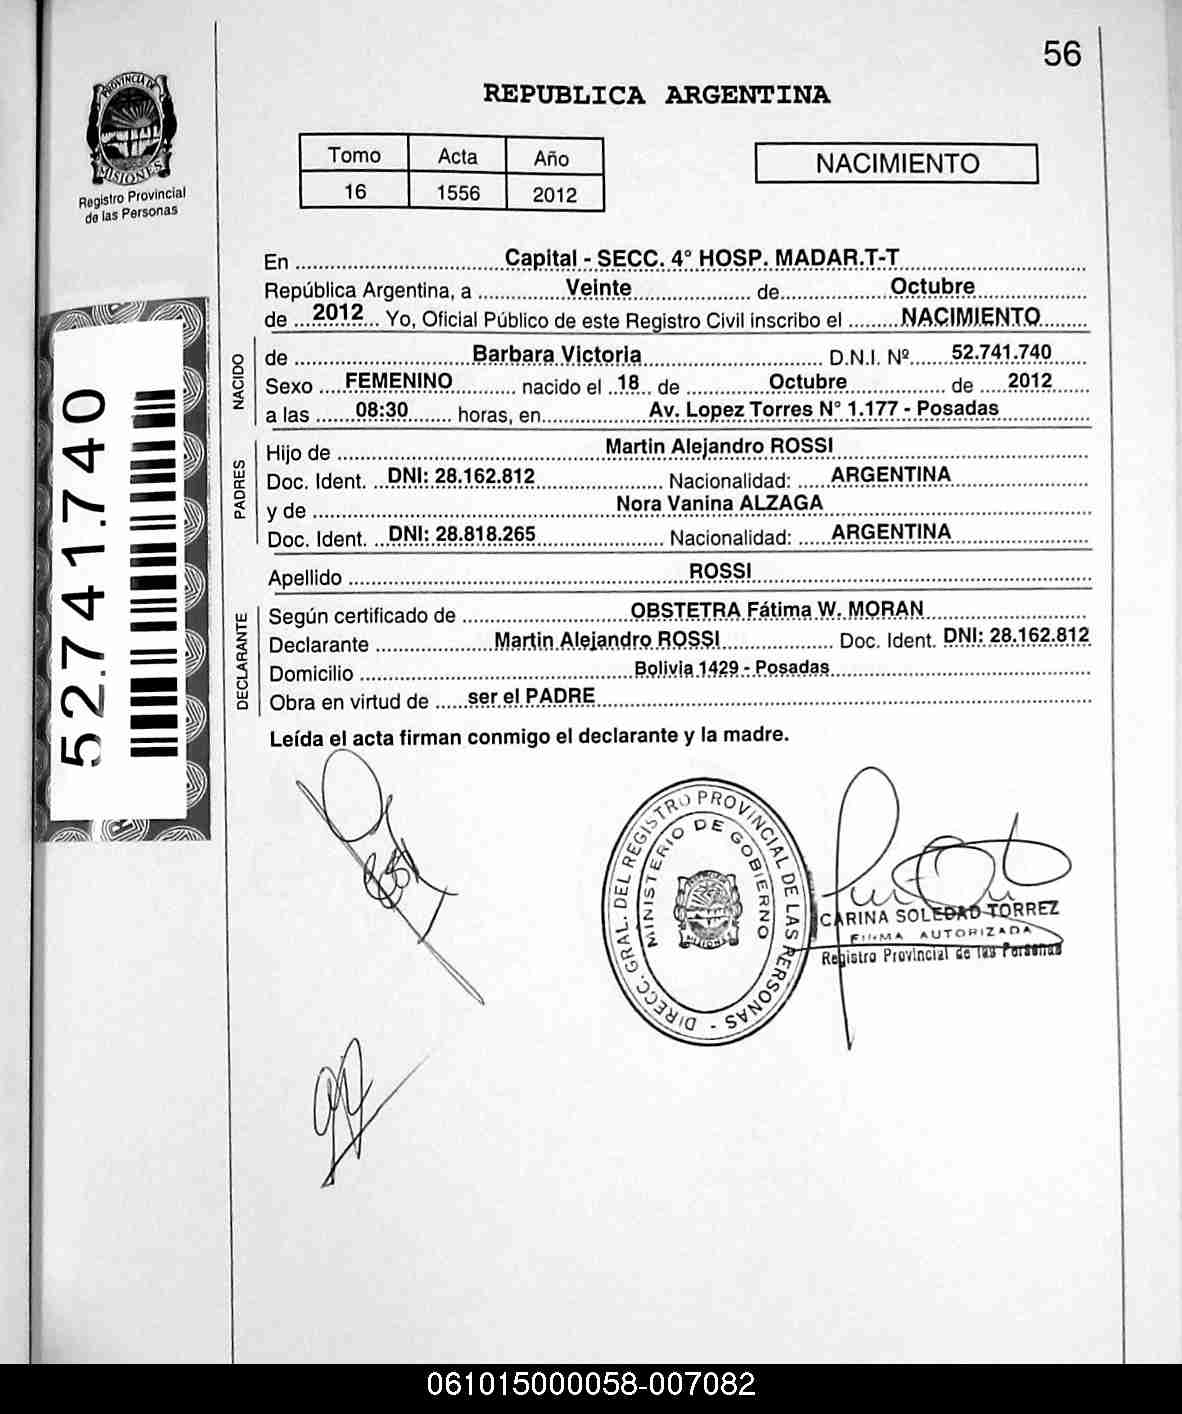 56
PROVINCIA DE
MISIONES
Registro Provincial
de las Personas
REPUBLICA ARGENTINA
Tomo Acta Año
16 1556 2012
NACIMIENTO
En Capital - SECC. 4° HOSP. MADAR.T-T
República Argentina, a Veinte de Octubre
de 2012 Yo, Oficial Público de este Registro Civil inscribo el NACIMIENTO
NACIDO
de Barbara Victoria D.N.I. Nº 52.741.740
Sexo FEMENINO nacido el 18 de Octubre de 2012
a las 08:30 horas, en Av. Lopez Torres N° 1.177 - Posadas
PADRES
Hijo de Martin Alejandro ROSSI
Doc. Ident. DNI: 28.162.812 Nacionalidad: ARGENTINA
y de Nora Vanina ALZAGA
Doc. Ident. DNI: 28.818.265 Nacionalidad: ARGENTINA
Apellido ROSSI
DECLARANTE
Según certificado de OBSTETRA Fátima W. MORAN
Declarante Martin Alejandro ROSSI Doc. Ident. DNI: 28.162.812
Domicilio Bolivia 1429 - Posadas
Obra en virtud de ser el PADRE
Leída el acta firman conmigo el declarante y la madre.
52.741.740
DIRECC. GRAL. DEL REGISTRO PROVINCIAL DE LAS PERSONAS -
MINISTERIO DE GOBIERNO
MISIONES
CARINA SOLEDAD TORREZ
FIRMA AUTORIZADA
Registro Provincial de las Personas
061015000058-007082